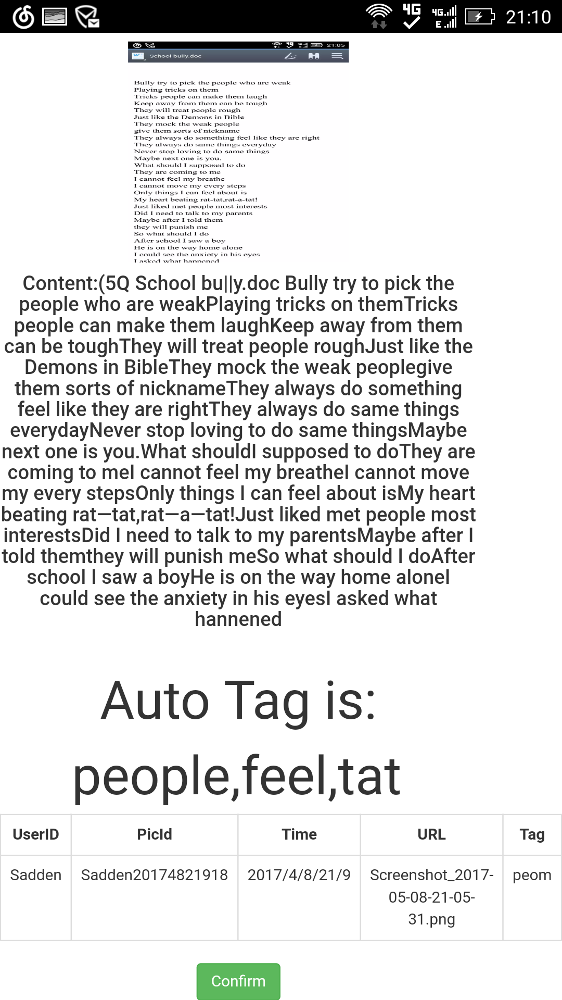 4G
4G
E
21:10
4G
4G
E
21:05
School bully.doc
Bully try to pick the people who are weak
Playing tricks on them
Tricks people can make them laugh
Keep away from them can be tough
They will treat people rough
Just like the Demons in Bible
They mock the weak people
give them sorts of nickname
They always do something feel like they are right
They always do same things everyday
Never stop loving to do same things
Maybe next one is you.
What should I supposed to do
They are coming to me
I cannot feel my breathe
I cannot move my every steps
Only things I can feel about is
My heart beating rat-tat,rat-a-tat!
Just liked met people most interests
Did I need to talk to my parents
Maybe after I told them
they will punish me
So what should I do
After school I saw a boy
He is on the way home alone
I could see the anxiety in his eyes
I asked what happened
Content:(5Q School bu||y.doc Bully try to pick the
people who are weakPlaying tricks on themTricks
people can make them laughKeep away from them
can be toughThey will treat people roughJust like the
Demons in BibleThey mock the weak peoplegive
them sorts of nicknameThey always do something
feel like they are rightThey always do same things
everydayNever stop loving to do same thingsMaybe
next one is you.What shouldI supposed to doThey are
coming to meI cannot feel my breatheI cannot move
my every stepsOnly things I can feel about isMy heart
beating rat—tat,rat—a—tat!Just liked met people most
interestsDid I need to talk to my parentsMaybe after I
told themthey will punish meSo what should I doAfter
school I saw a boyHe is on the way home aloneI
could see the anxiety in his eyesI asked what
hannened
Auto Tag is:
people,feel,tat
UserID PicId Time URL Tag
Sadden Sadden20174821918 2017/4/8/21/9 Screenshot_2017- peom
05-08-21-05-
31.png
Confirm